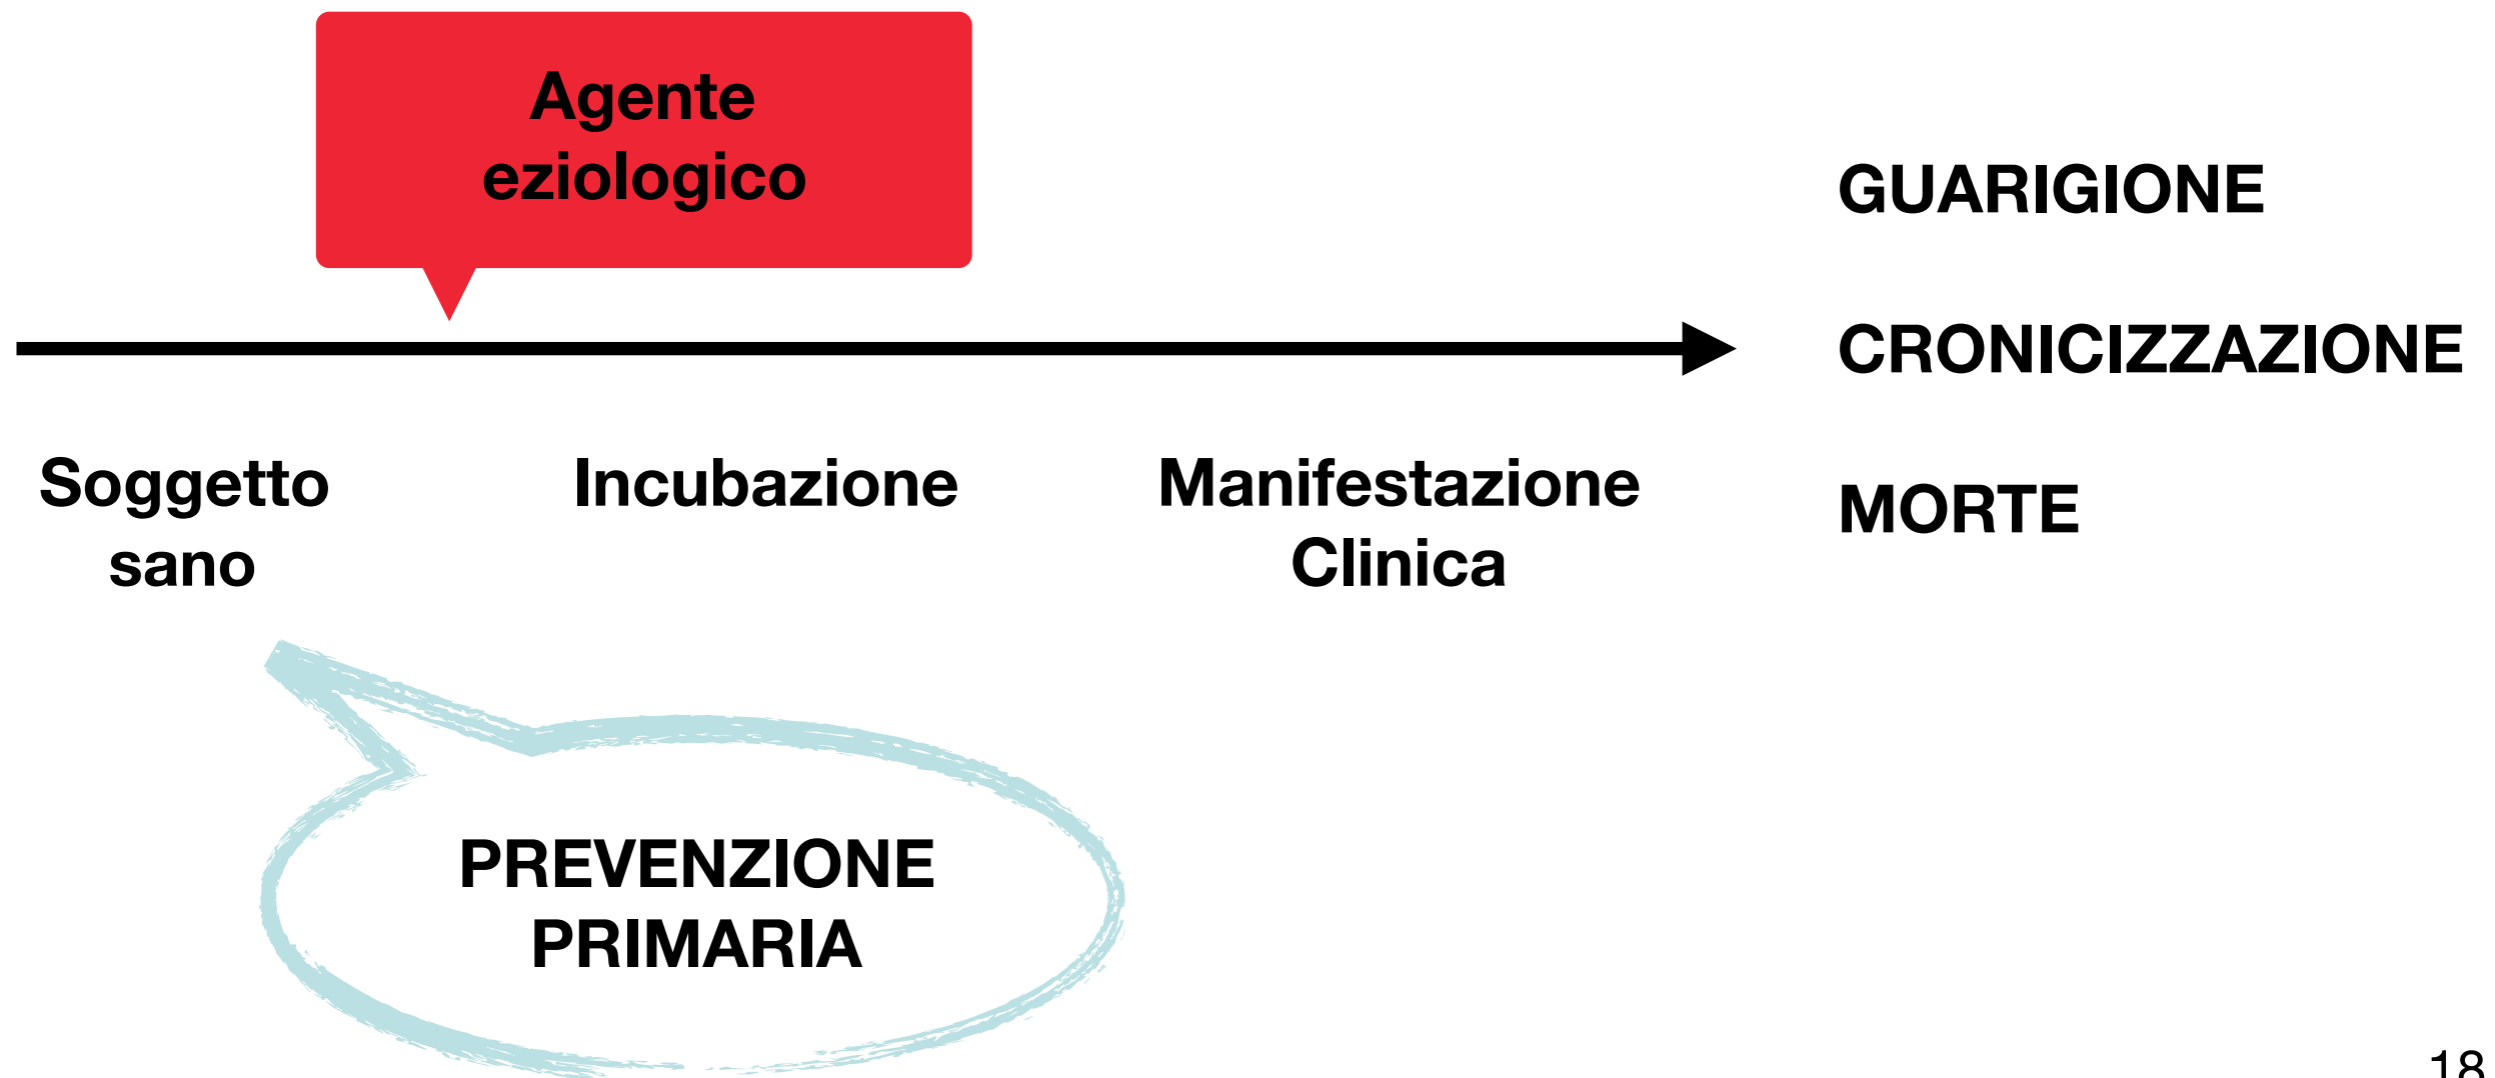 Agente
eziologico
GUARIGIONE
CRONICIZZAZIONE
MORTE
Soggetto
sano
Incubazione
Manifestazione
Clinica
PREVENZIONE
PRIMARIA
18